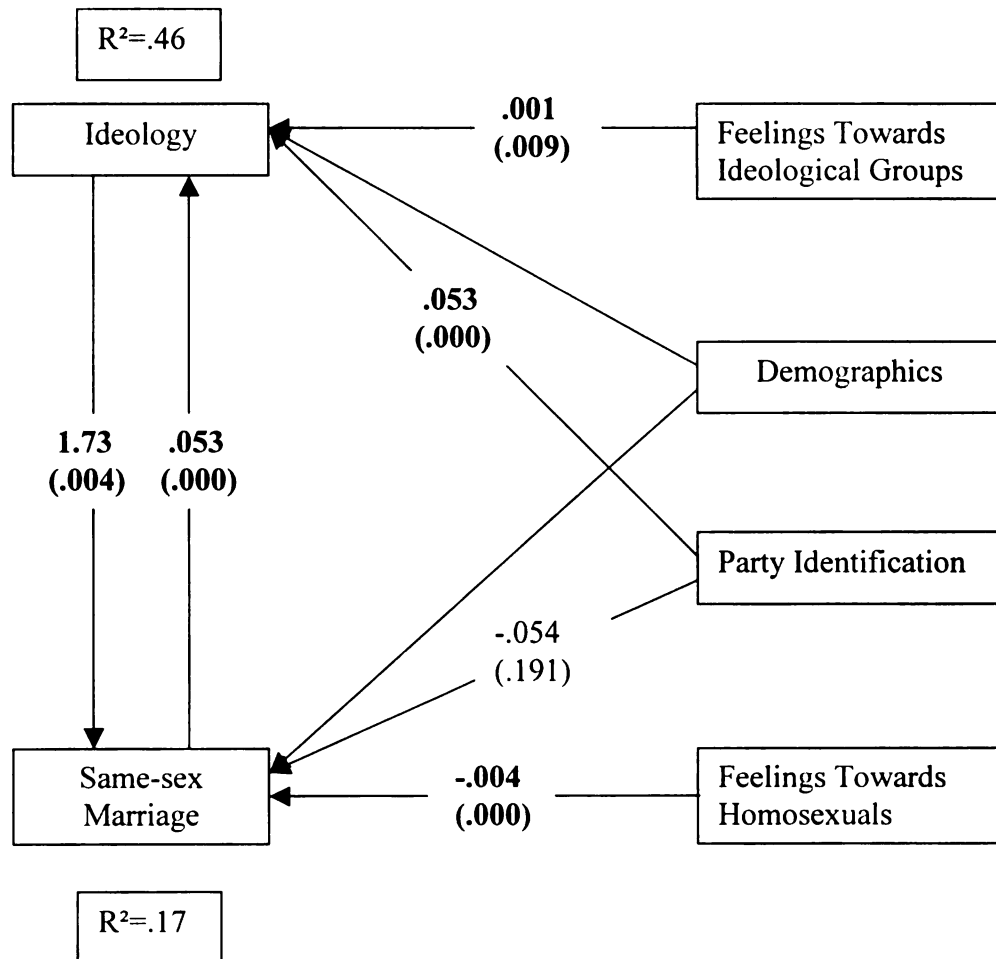 R²=.46
Ideology
.001
(.009)
Feelings Towards
Ideological Groups
.053
(.000)
Demographics
1.73
(.004)
.053
(.000)
Party Identification
-.054
(.191)
Same-sex
Marriage
-.004
(.000)
Feelings Towards
Homosexuals
R²=.17